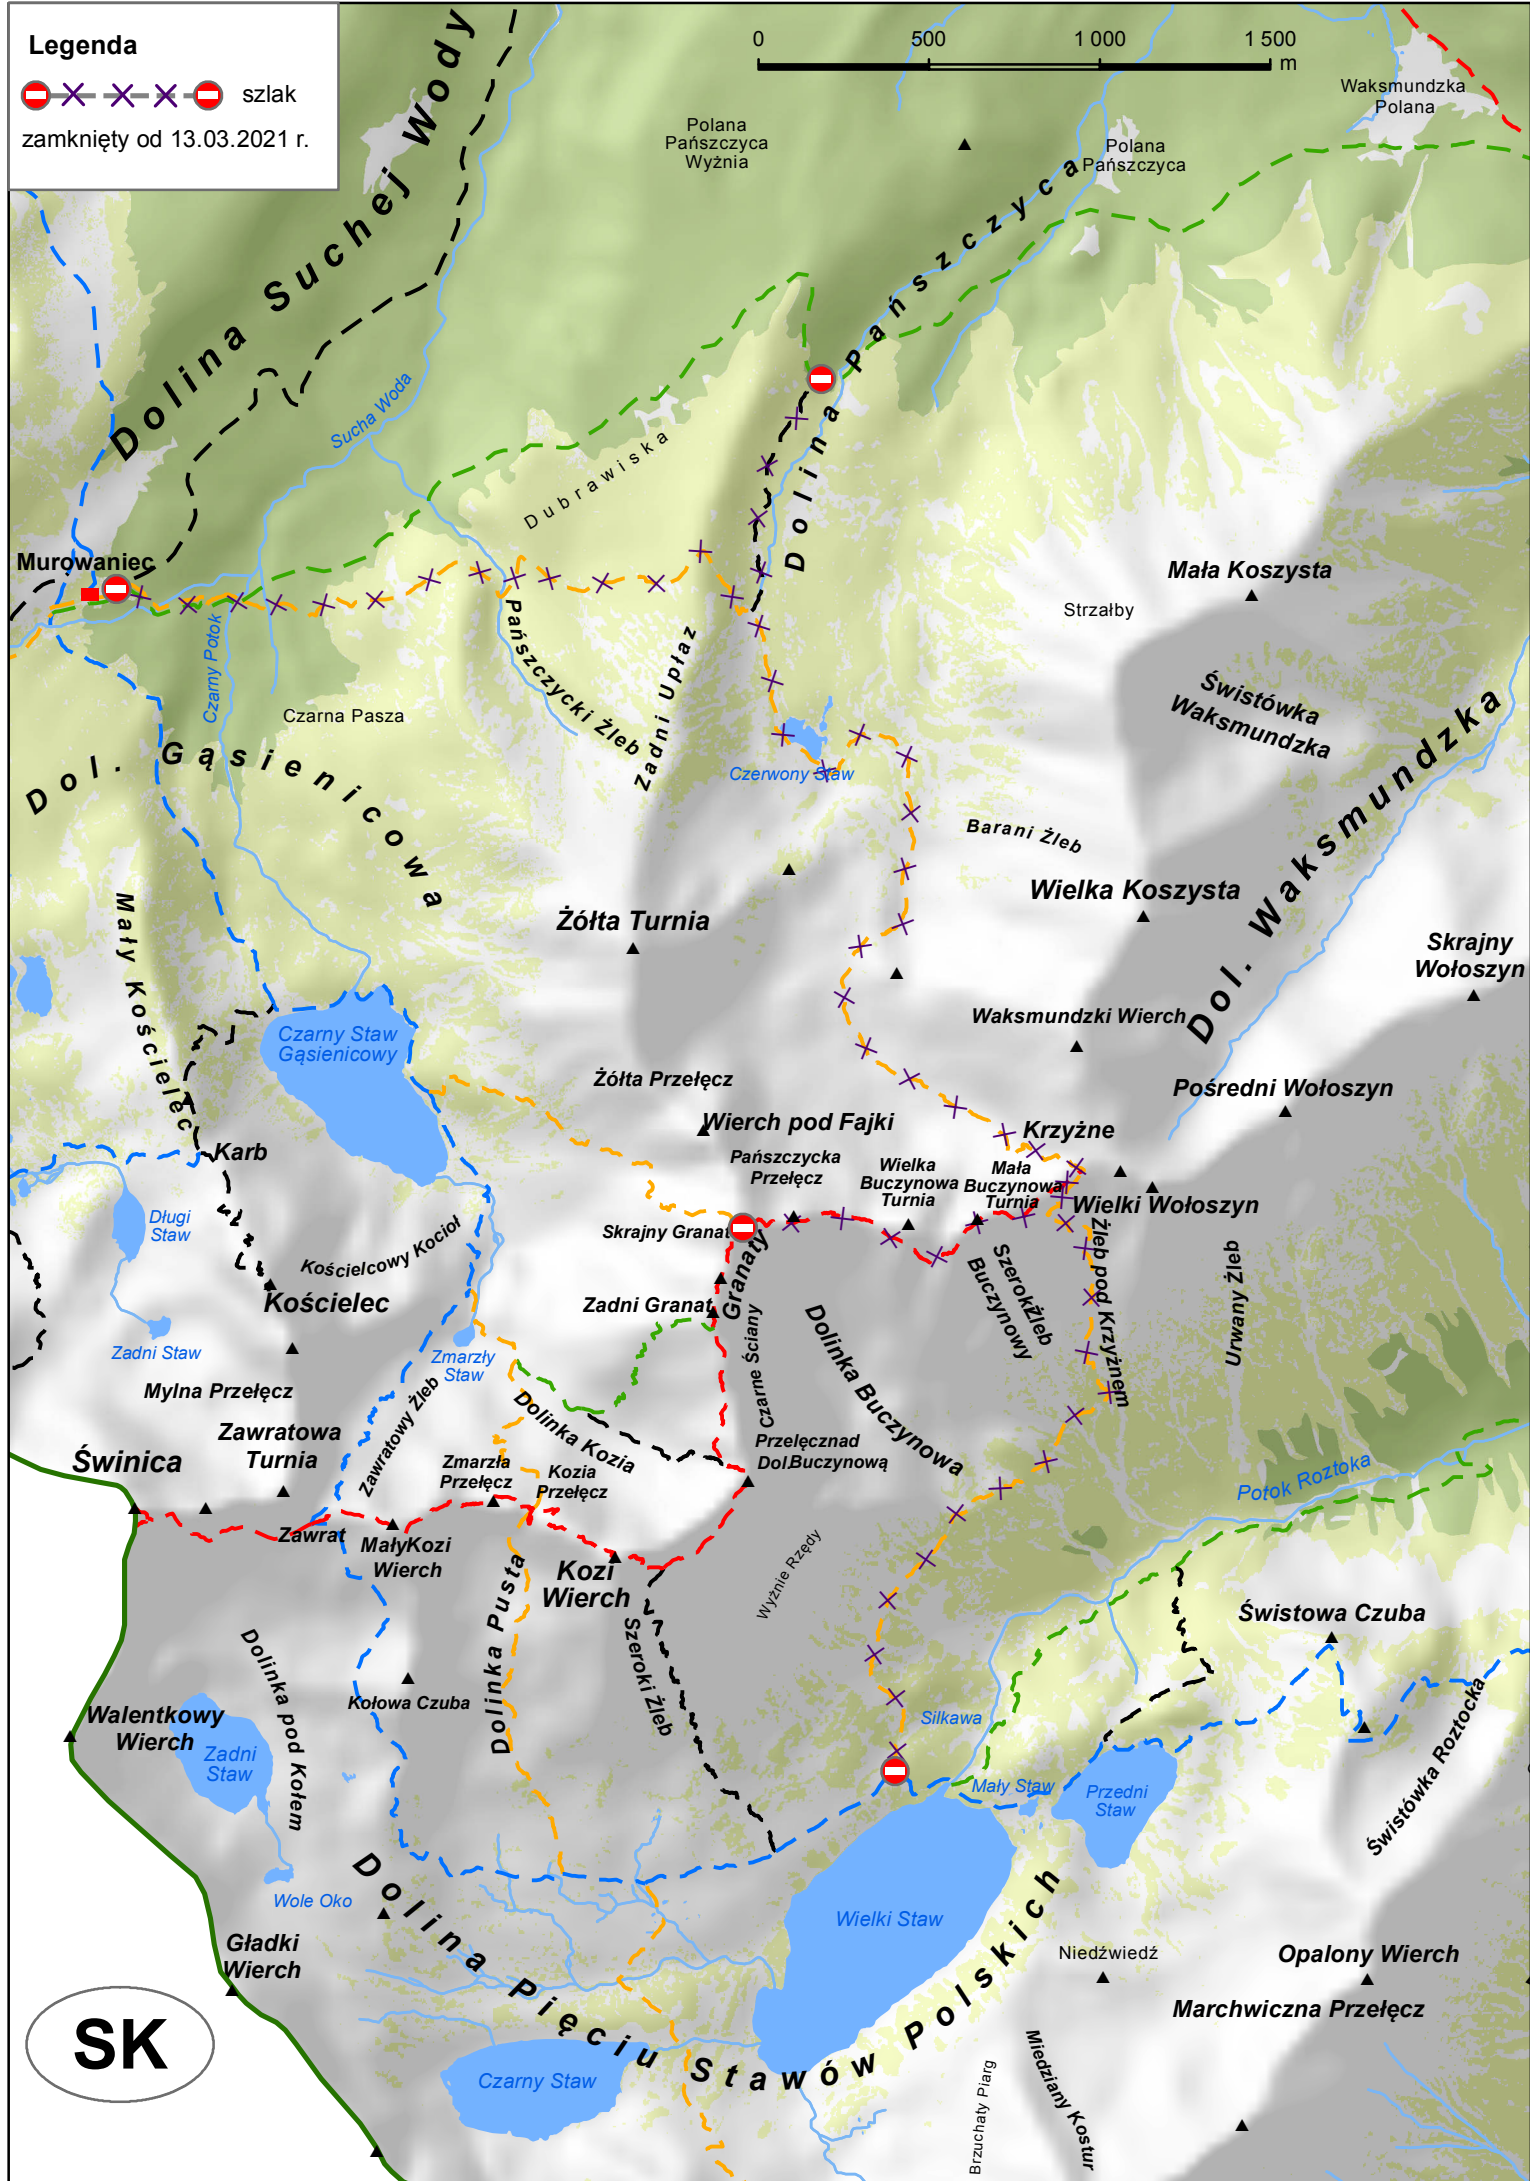 Legenda
szlak
zamknięty od 13.03.2021 r.
0
500
1 000
1 500
m
Dolina Suchej Wody
Polana
Pańszczyca
Wyżnia
Polana
Pańszczyca
Waksmundzka
Polana
Dolina Pańszczyca
Sucha Woda
Dubrawiska
Murowaniec
Czarny Potok
Pańszczycki Żleb
Zadni Upłaz
Mała Koszysta
Strzałby
Świstówka
Waksmundzka
Czarna Pasza
Dol. Gąsienicowa
Czerwony Staw
Barani Żleb
Dol. Waksmundzka
Wielka Koszysta
Mały Kościelec
Żółta Turnia
Skrajny
Wołoszyn
Czarny Staw
Gąsienicowy
Waksmundzki Wierch
Żółta Przełęcz
Pośredni Wołoszyn
Wierch pod Fajki
Krzyżne
Karb
Pańszczycka
Przełęcz
Wielka
Buczynowa
Turnia
Mała
Buczynowa
Turnia
Wielki Wołoszyn
Długi
Staw
Skrajny Granat
Granaty
Kościelcowy Kocioł
Kościelec
Zadni Granat
Czarne Ściany
Dolinka Buczynowa
Szeroki Żleb
Buczynowy
Żleb pod Krzyżnem
Urwany Żleb
Zadni Staw
Zmarzły
Staw
Mylna Przełęcz
Zawratowy Żleb
Dolinka Kozia
Zawratowa
Turnia
Świnica
Zmarzła
Przełęcz
Kozia
Przełęcz
Przełęcznad
Dol.Buczynową
Potok Roztoka
Zawrat
MałyKozi
Wierch
Kozi
Wierch
Wyżnie Rzędy
Dolinka Pusta
Szeroki Żleb
Świstowa Czuba
Dolinka pod Kołem
Kołowa Czuba
Walentkowy
Wierch
Zadni
Staw
Silkawa
Świstówka Roztocka
Mały Staw
Przedni
Staw
Wole Oko
Dolina Pięciu Stawów Polskich
Wielki Staw
Gładki
Wierch
Niedźwiedź
Opalony Wierch
Marchwiczna Przełęcz
SK
Czarny Staw
Brzuchaty Piarg
Miedziany Kostur